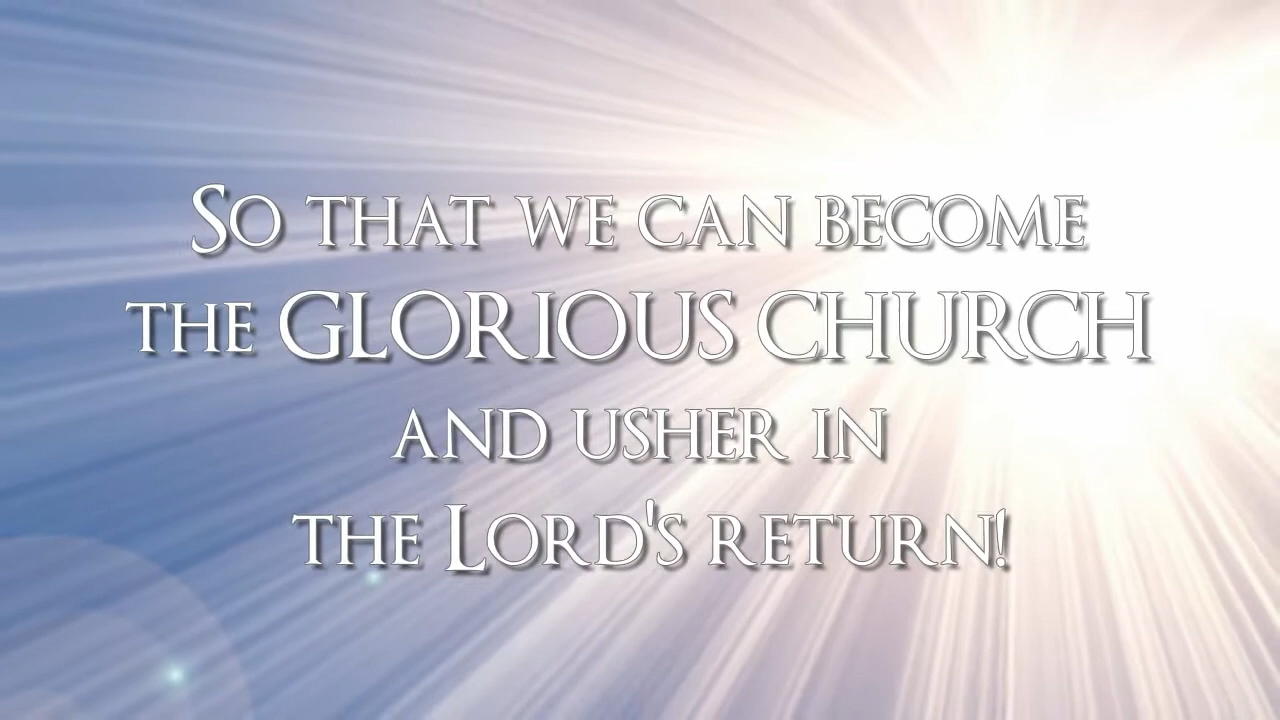 So that we can become
the GLORIOUS CHURCH
and usher in
the Lord's return!